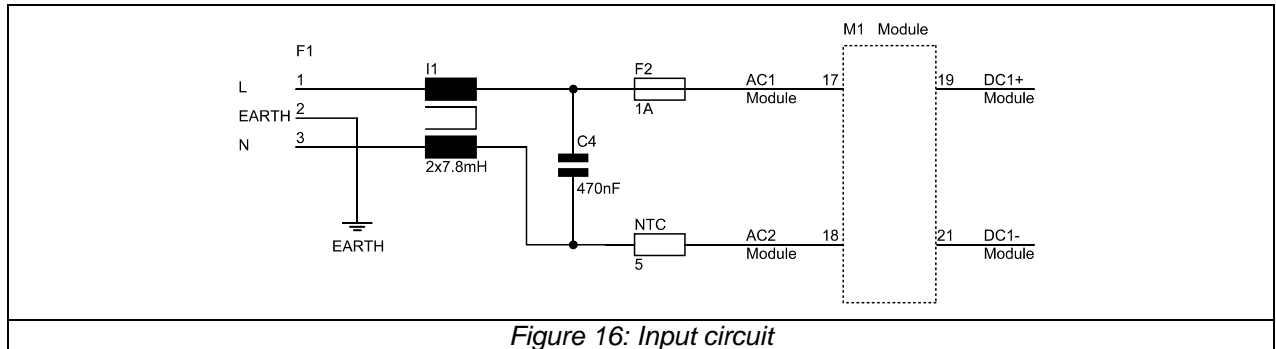 M1 Module
F1
L 1
EARTH 2
N 3
EARTH
I1
2x7.8mH
C4
470nF
F2
1A
NTC
5
AC1 17
Module
AC2 18
Module
19 DC1+
Module
21 DC1-
Module
Figure 16: Input circuit